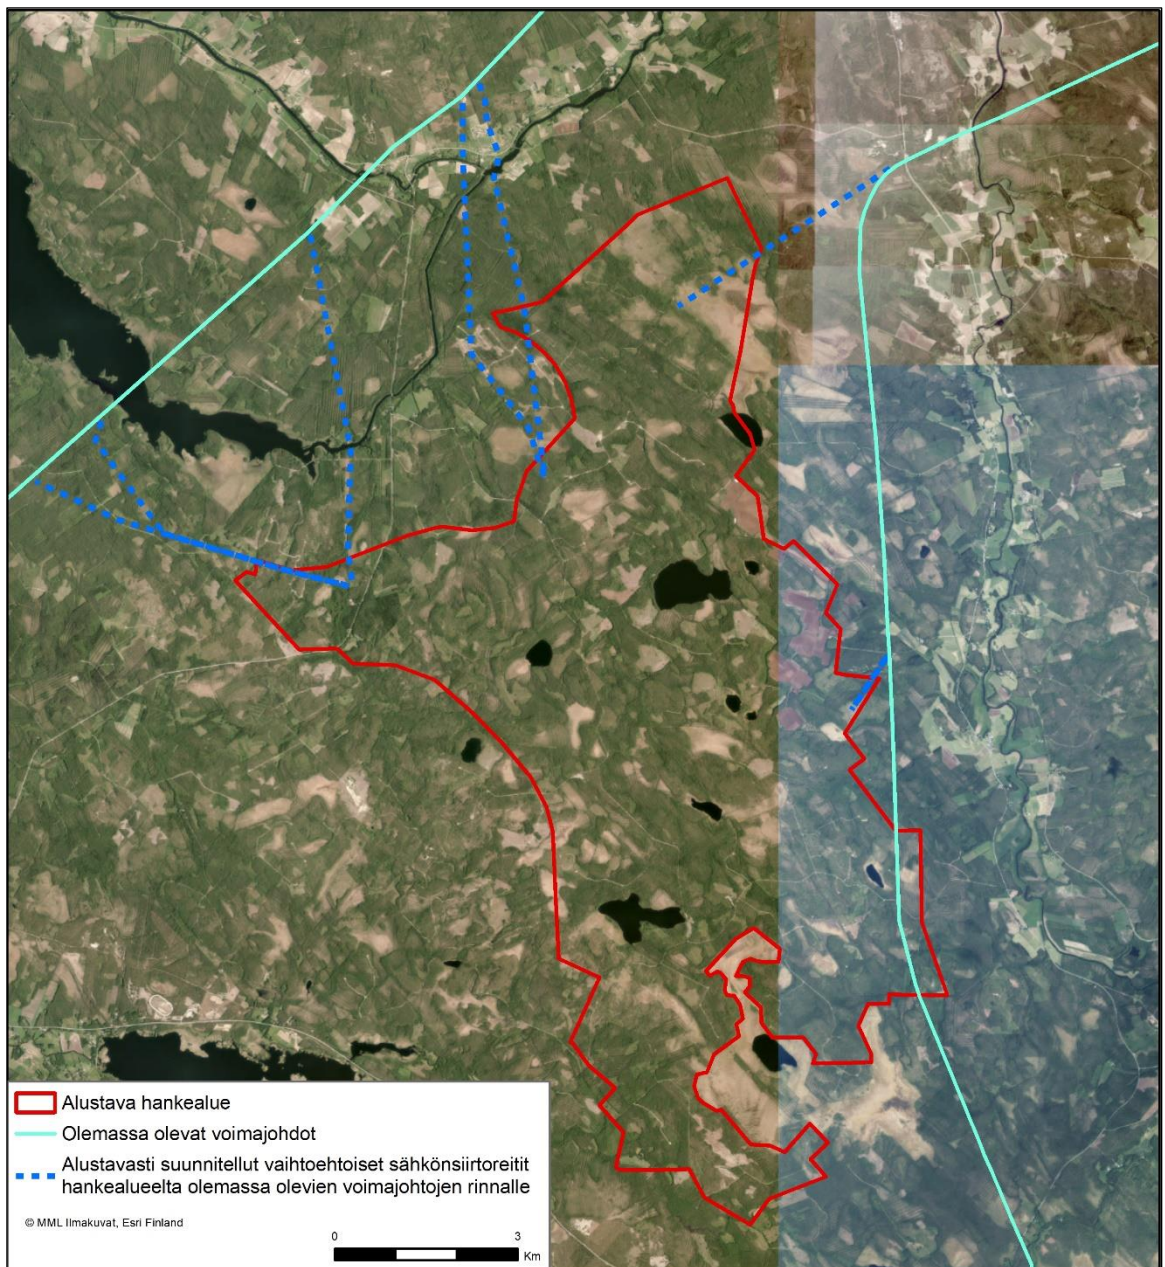 Alustava hankealue
Olemassa olevat voimajohdot
Alustavasti suunnitellut vaihtoehtoiset sähkönsiirtoreitit
hankealueelta olemassa olevien voimajohtojen rinnalle
© MML Ilmakuvat, Esri Finland
0 3
Km